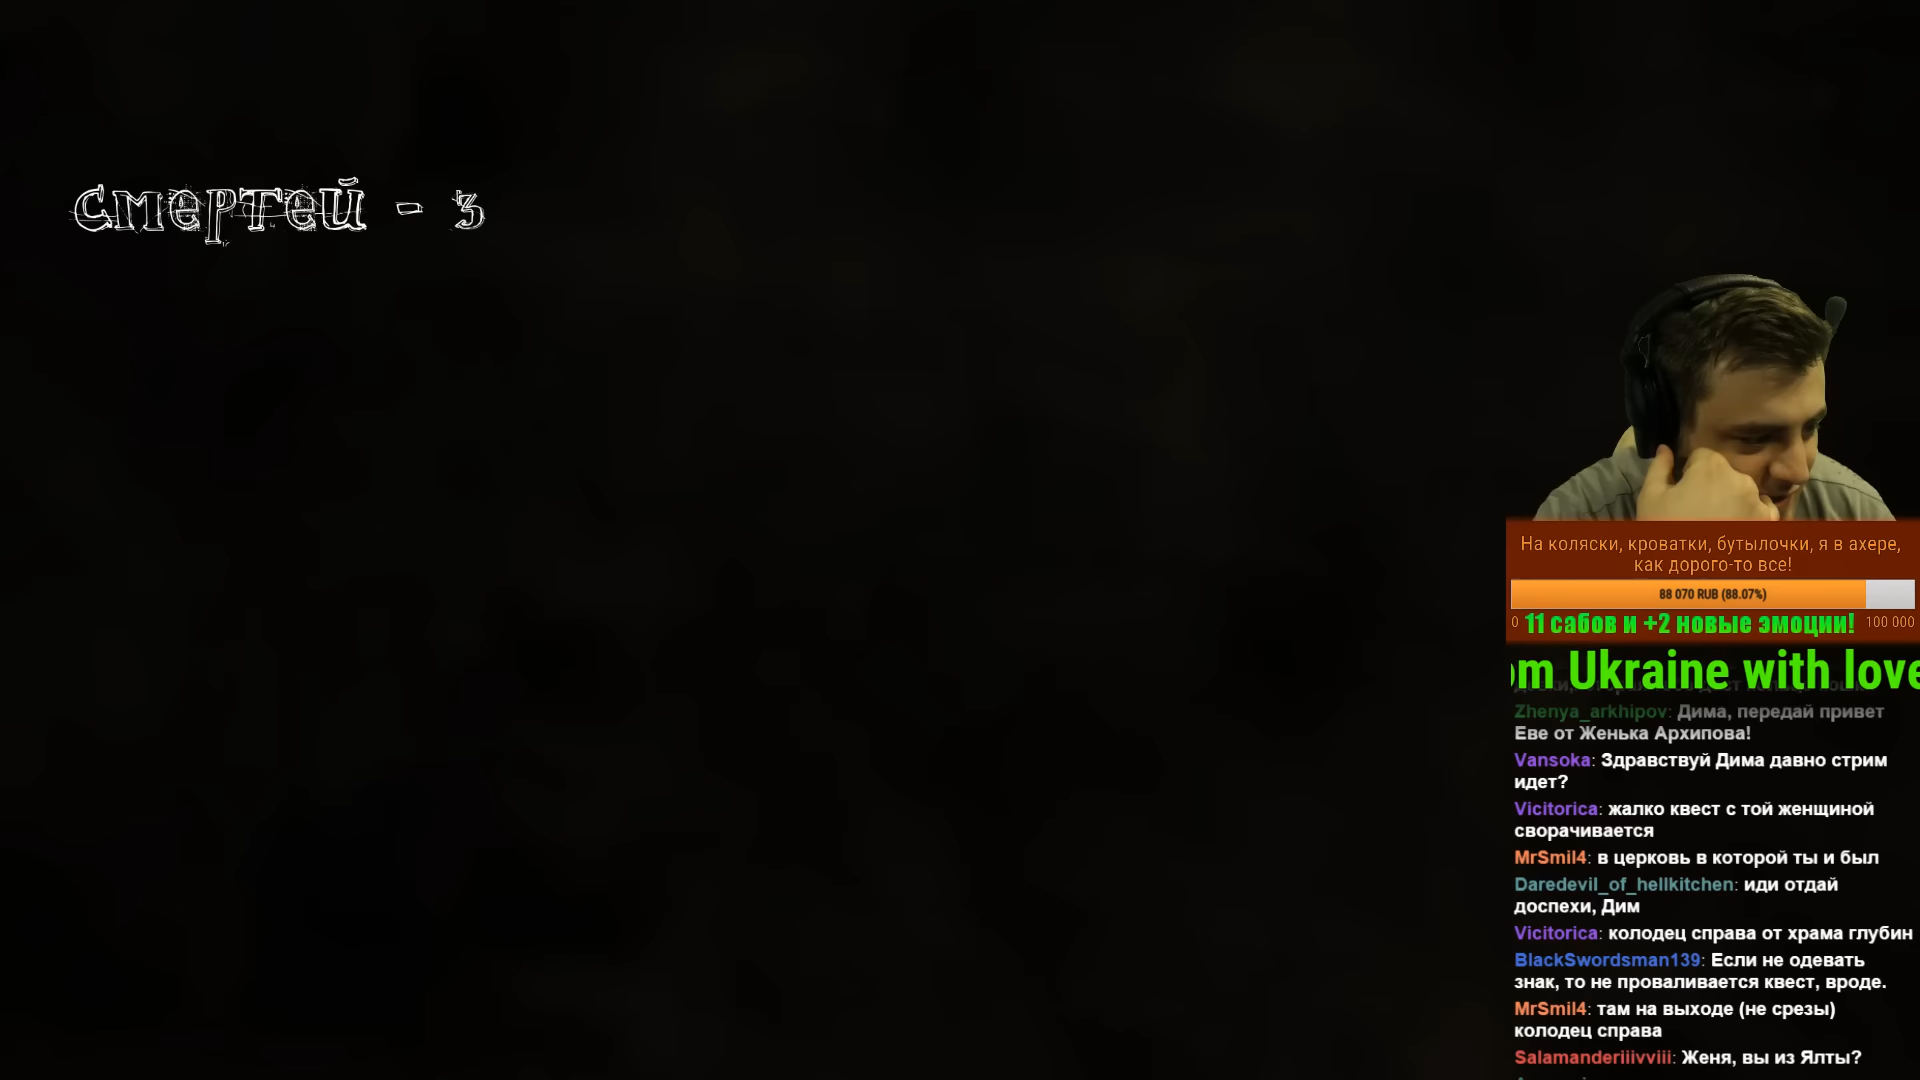 Смертей - 3
На коляски, кроватки, бутылочки, я в ахере,
как дорого-то все!
88 070 RUB (88.07%)
0 11 сабов и +2 новые эмоции! 100 000
om Ukraine with love
Zhenya_arkhipov: Дима, передай привет
Еве от Женька Архипова!
Vansoka: Здравствуй Дима давно стрим
идет?
Vicitorica: жалко квест с той женщиной
сворачивается
MrSmil4: в церковь в которой ты и был
Daredevil_of_hellkitchen: иди отдай
доспехи, Дим
Vicitorica: колодец справа от храма глубин
BlackSwordsman139: Если не одевать
знак, то не проваливается квест, вроде.
MrSmil4: там на выходе (не срезы)
колодец справа
Salamanderiiivviii: Женя, вы из Ялты?